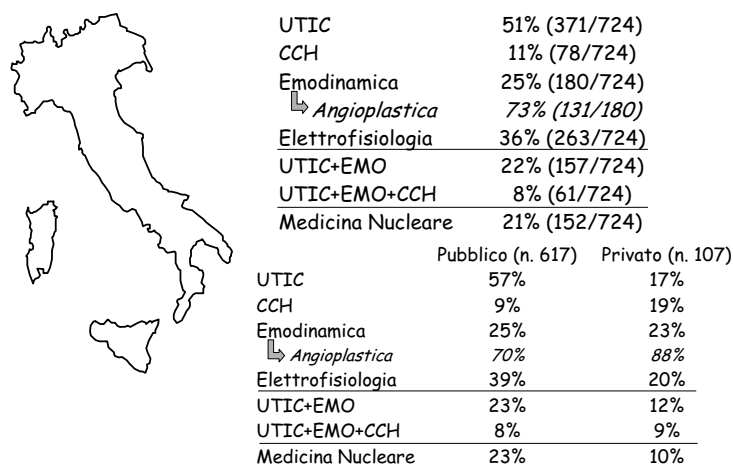 UTIC 51% (371/724)
CCH 11% (78/724)
Emodinamica 25% (180/724)
Angioplastica 73% (131/180)
Elettrofisiologia 36% (263/724)
UTIC+EMO 22% (157/724)
UTIC+EMO+CCH 8% (61/724)
Medicina Nucleare 21% (152/724)
Pubblico (n. 617) Privato (n. 107)
UTIC 57% 17%
CCH 9% 19%
Emodinamica 25% 23%
Angioplastica 70% 88%
Elettrofisiologia 39% 20%
UTIC+EMO 23% 12%
UTIC+EMO+CCH 8% 9%
Medicina Nucleare 23% 10%